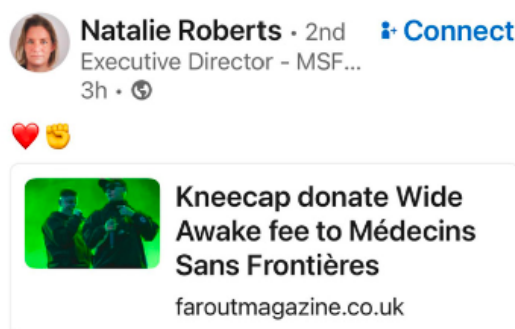 Natalie Roberts • 2nd
Connect
Executive Director - MSF...
3h •
Kneecap donate Wide
Awake fee to Médecins
Sans Frontières
faroutmagazine.co.uk